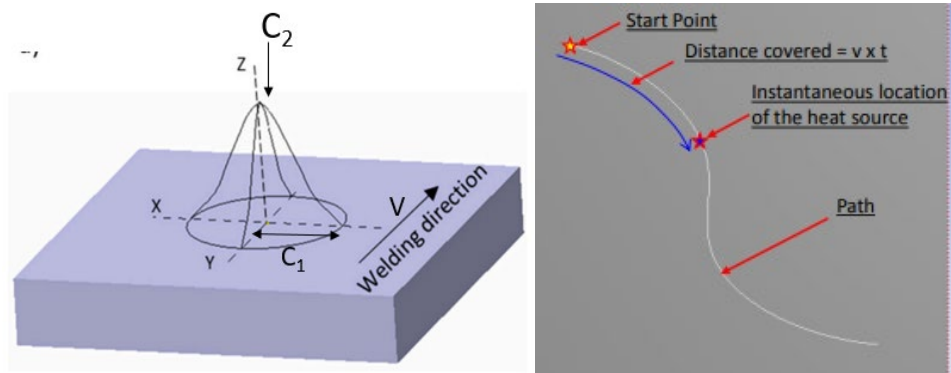 C₂
Z
X
Y
C₁
V
Welding direction
Start Point
Distance covered = v x t
Instantaneous location
of the heat source
Path